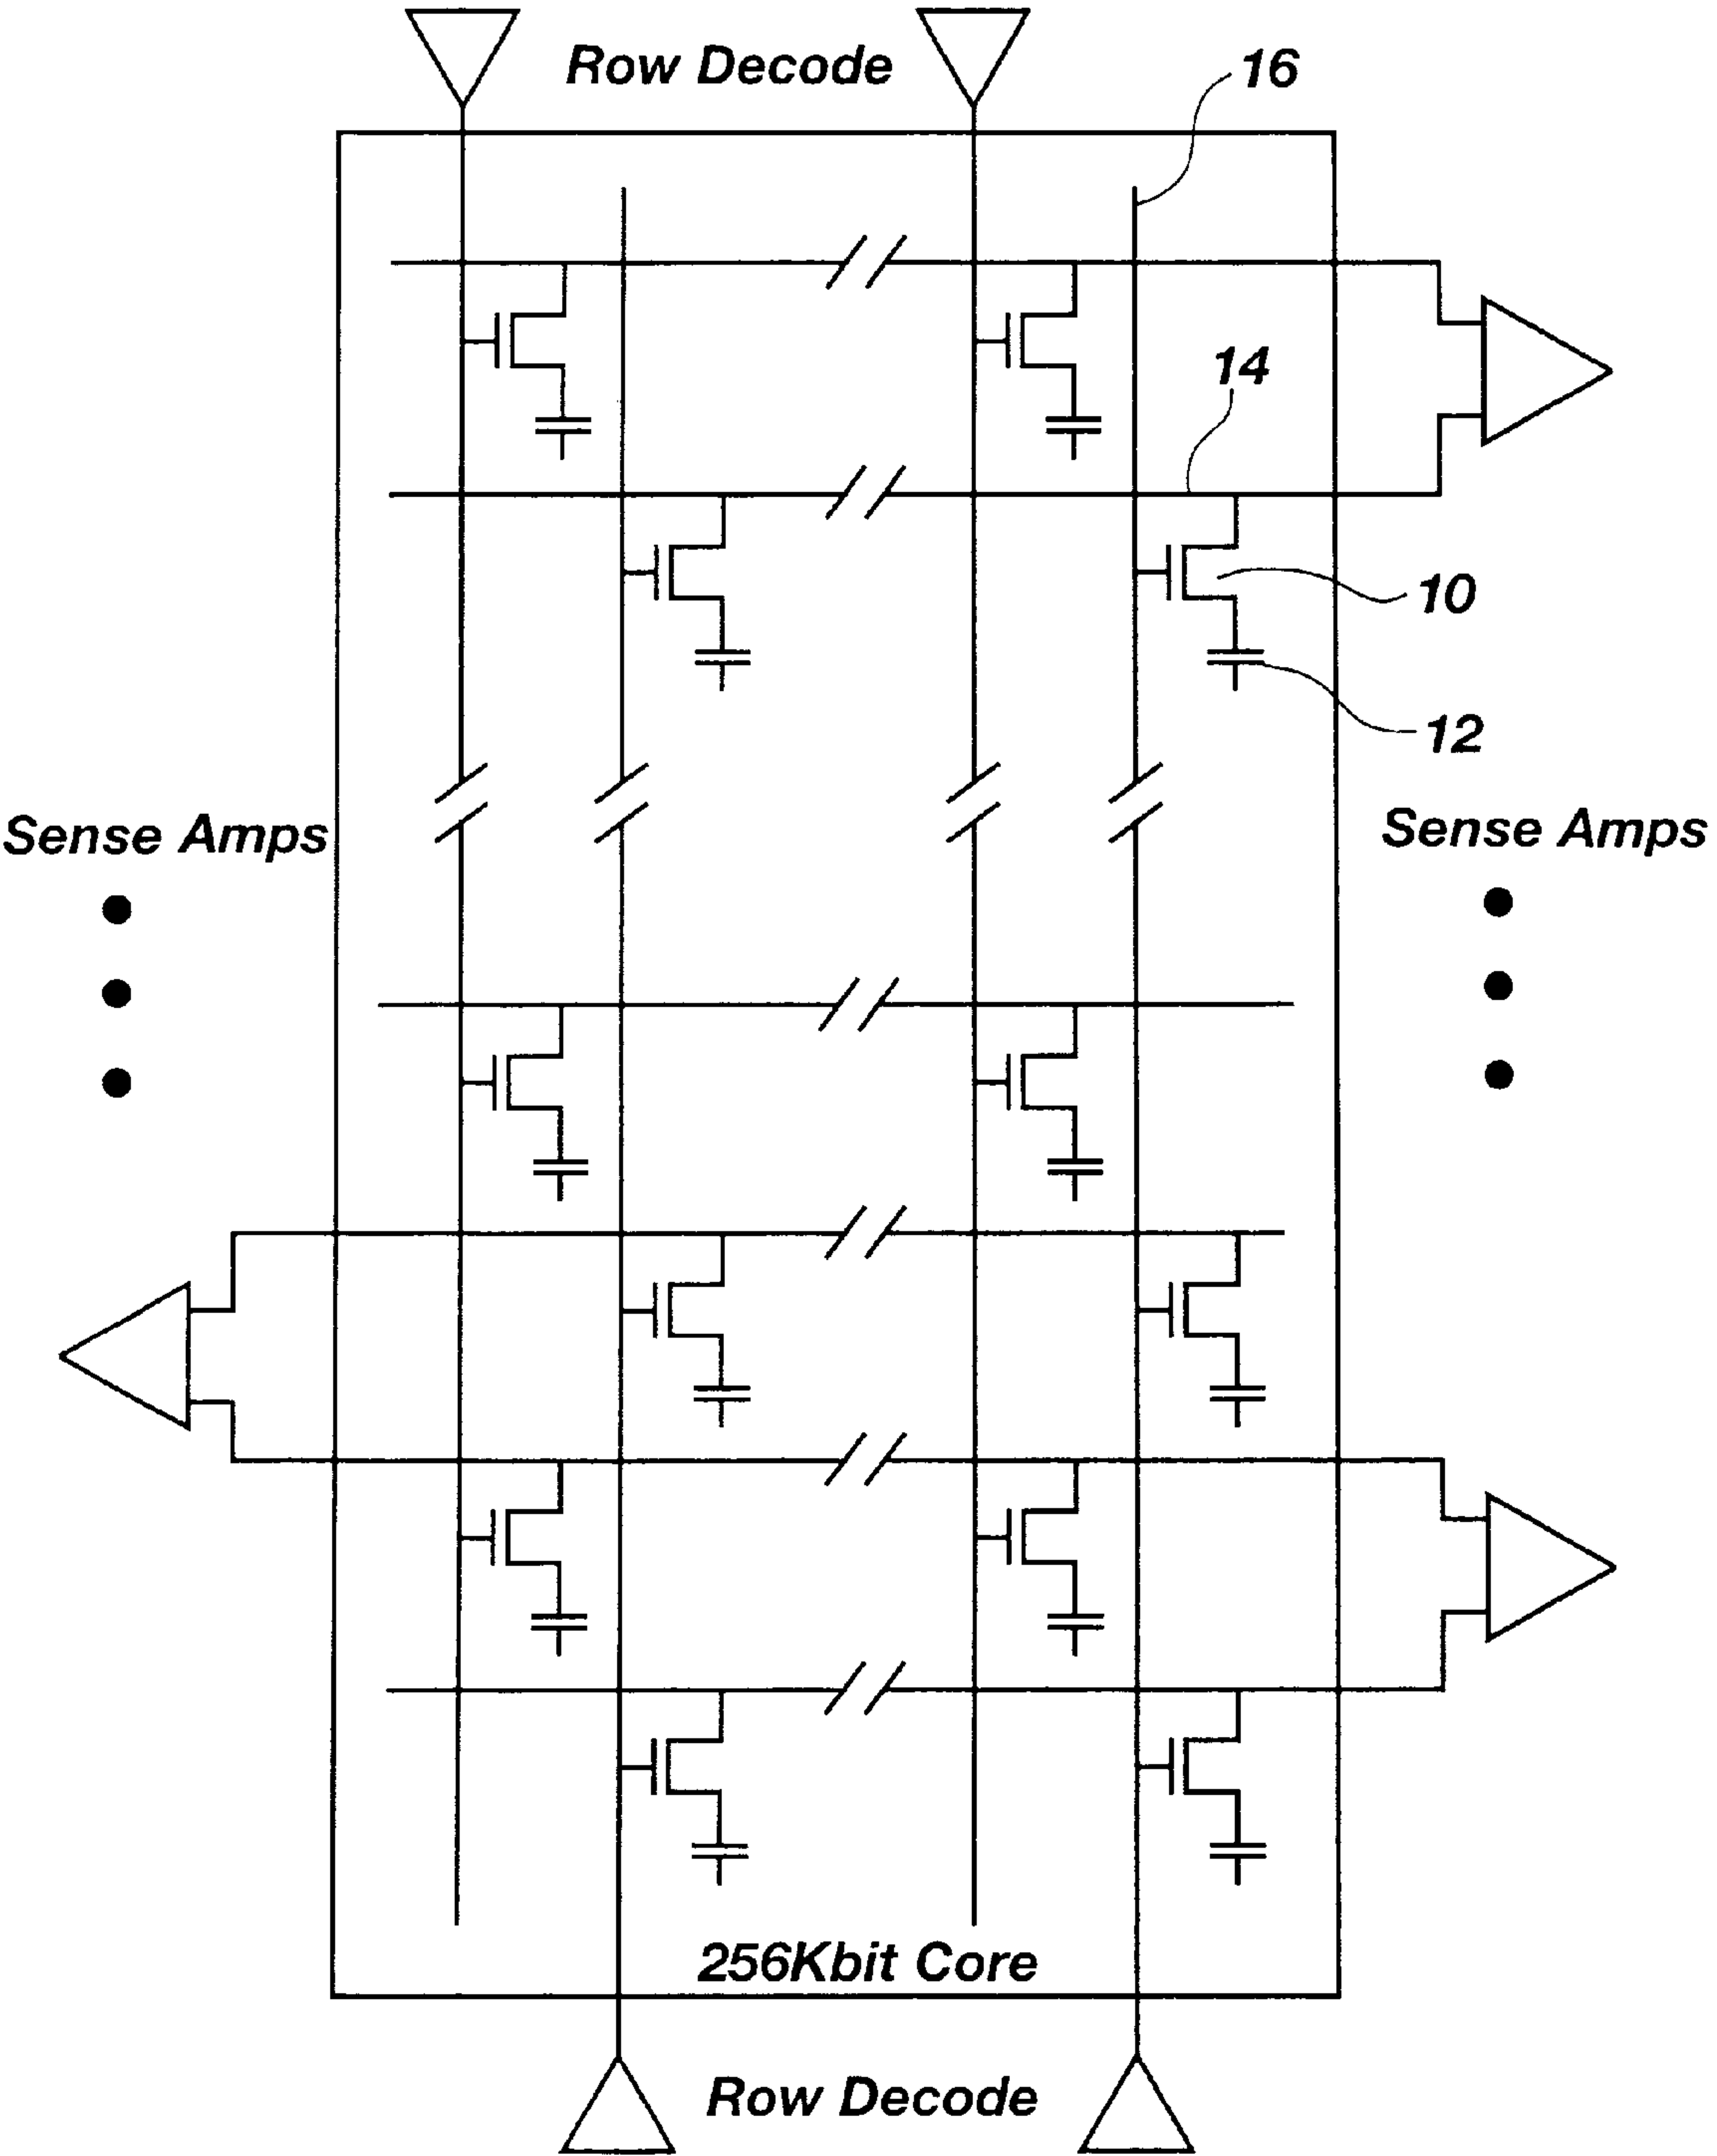 Row Decode
16
14
10
12
Sense Amps
Sense Amps
256Kbit Core
Row Decode